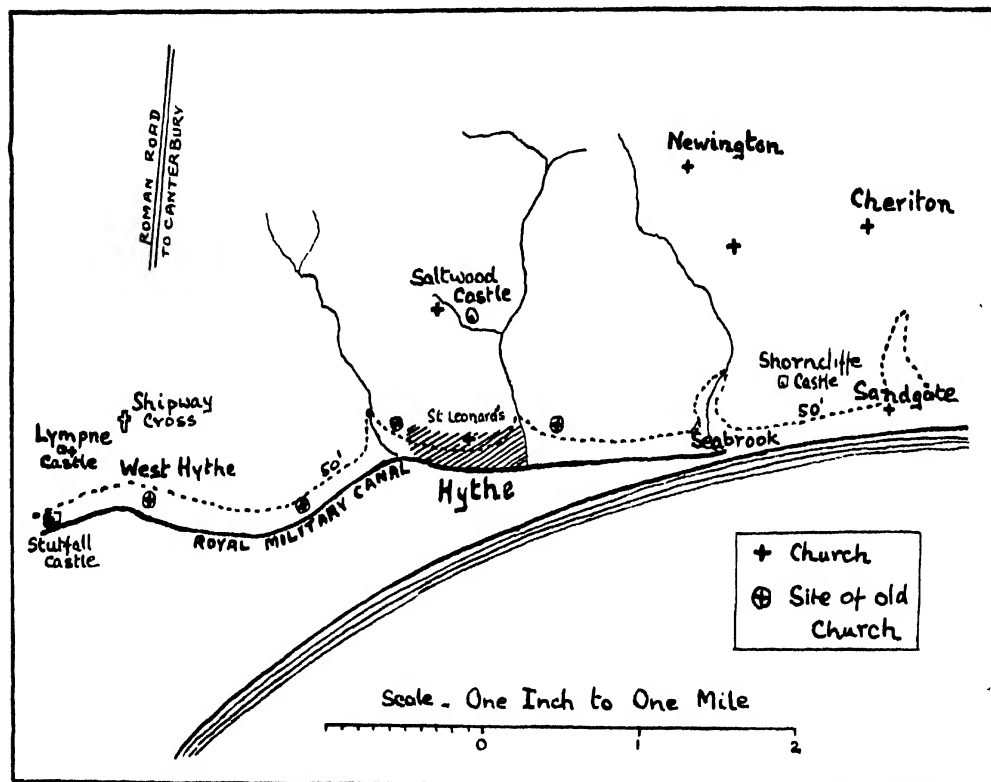 ROMAN ROAD
TO CANTERBURY
Newington
Cheriton
Saltwood
Castle
Shorncliffe
Castle
Sandgate
50'
Shipway
Cross
St Leonard's
Lympne
Castle
West Hythe
50'
Seabrook
Hythe
ROYAL MILITARY CANAL
Stutfall
Castle
Church
Site of old
Church
Scale - One Inch to One Mile
0 1 2